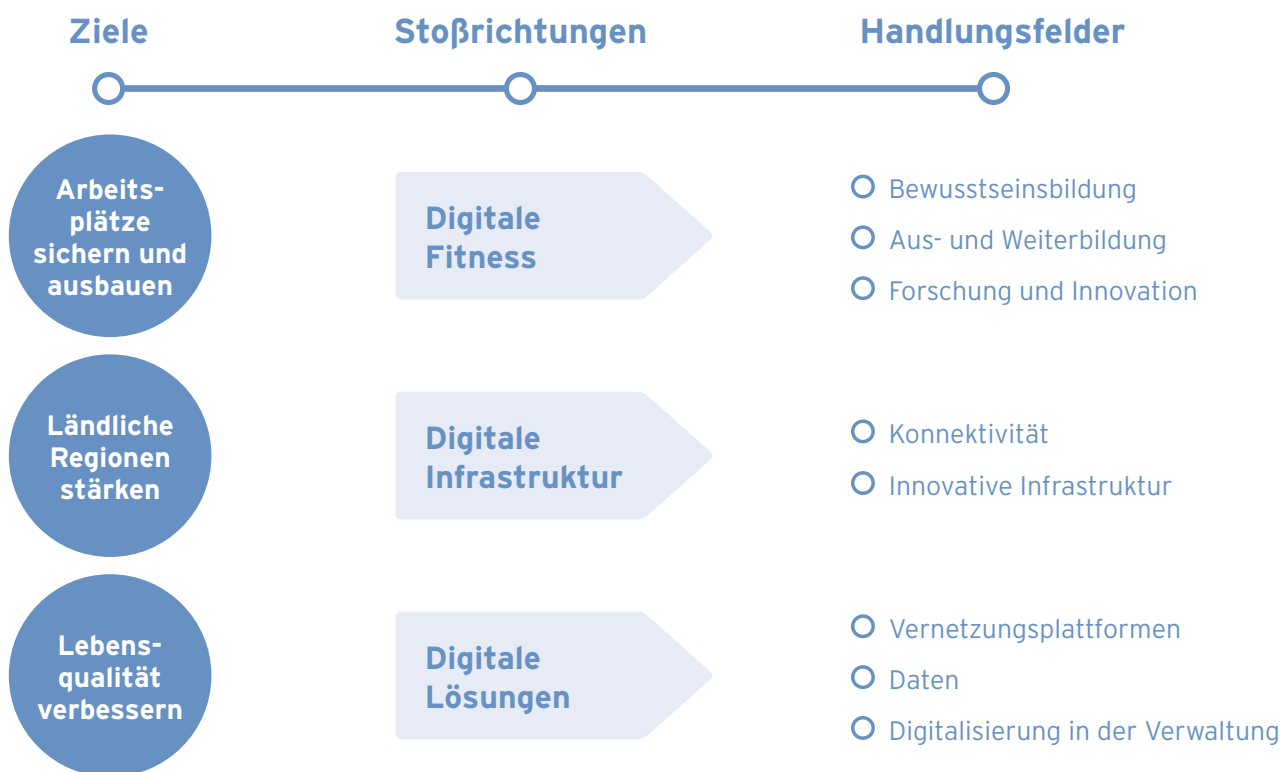 Ziele
Stoßrichtungen
Handlungsfelder
Arbeits-
plätze
sichern und
ausbauen
Digitale
Fitness
Bewusstseinsbildung
Aus- und Weiterbildung
Forschung und Innovation
Ländliche
Regionen
stärken
Digitale
Infrastruktur
Konnektivität
Innovative Infrastruktur
Lebens-
qualität
verbessern
Digitale
Lösungen
Vernetzungsplattformen
Daten
Digitalisierung in der Verwaltung